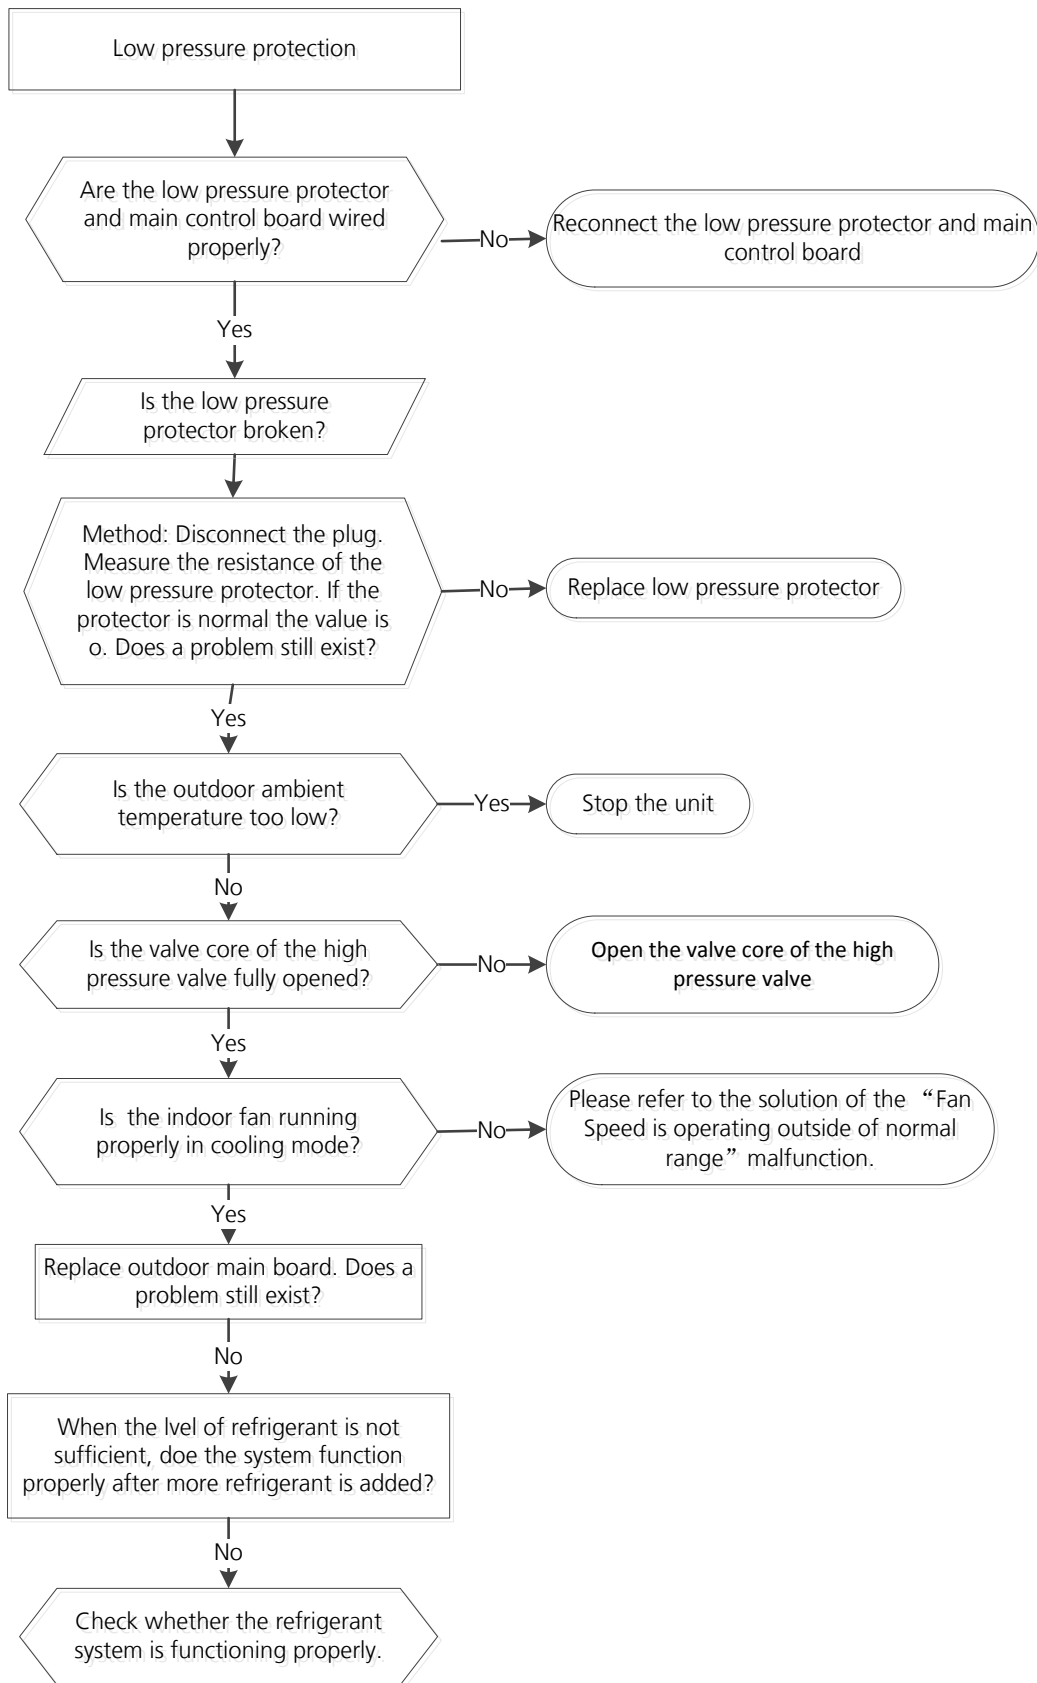 Low pressure protection
Are the low pressure protector
and main control board wired
properly?
No
Reconnect the low pressure protector and main
control board
Yes
Is the low pressure
protector broken?
Method: Disconnect the plug.
Measure the resistance of the
low pressure protector. If the
protector is normal the value is
o. Does a problem still exist?
No
Replace low pressure protector
Yes
Is the outdoor ambient
temperature too low?
Yes
Stop the unit
No
Is the valve core of the high
pressure valve fully opened?
No
Open the valve core of the high
pressure valve
Yes
Is  the indoor fan running
properly in cooling mode?
No
Please refer to the solution of the “Fan
Speed is operating outside of normal
range” malfunction.
Yes
Replace outdoor main board. Does a
problem still exist?
No
When the lvel of refrigerant is not
sufficient, doe the system function
properly after more refrigerant is added?
No
Check whether the refrigerant
system is functioning properly.